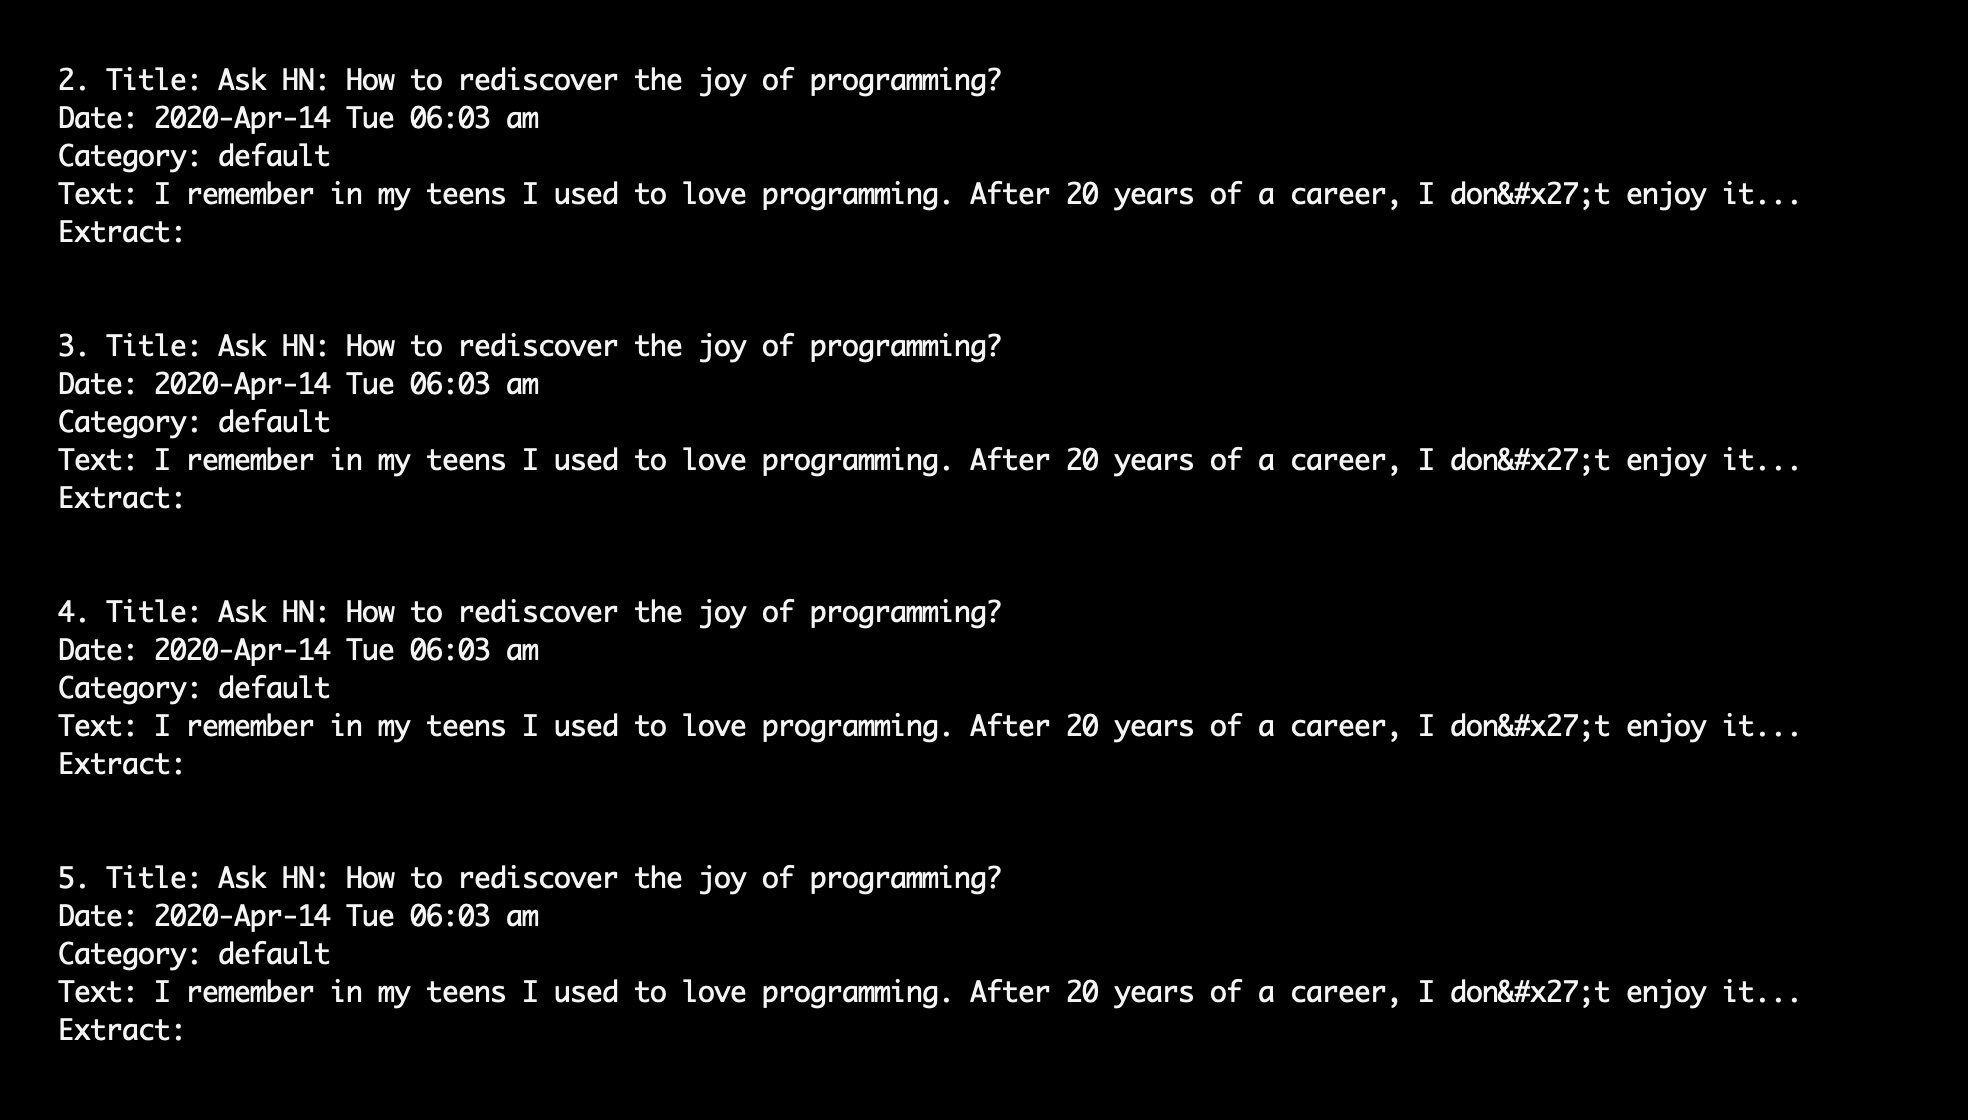 2. Title: Ask HN: How to rediscover the joy of programming?
Date: 2020-Apr-14 Tue 06:03 am
Category: default
Text: I remember in my teens I used to love programming. After 20 years of a career, I don&#x27;t enjoy it...
Extract:
3. Title: Ask HN: How to rediscover the joy of programming?
Date: 2020-Apr-14 Tue 06:03 am
Category: default
Text: I remember in my teens I used to love programming. After 20 years of a career, I don&#x27;t enjoy it...
Extract:
4. Title: Ask HN: How to rediscover the joy of programming?
Date: 2020-Apr-14 Tue 06:03 am
Category: default
Text: I remember in my teens I used to love programming. After 20 years of a career, I don&#x27;t enjoy it...
Extract:
5. Title: Ask HN: How to rediscover the joy of programming?
Date: 2020-Apr-14 Tue 06:03 am
Category: default
Text: I remember in my teens I used to love programming. After 20 years of a career, I don&#x27;t enjoy it...
Extract: